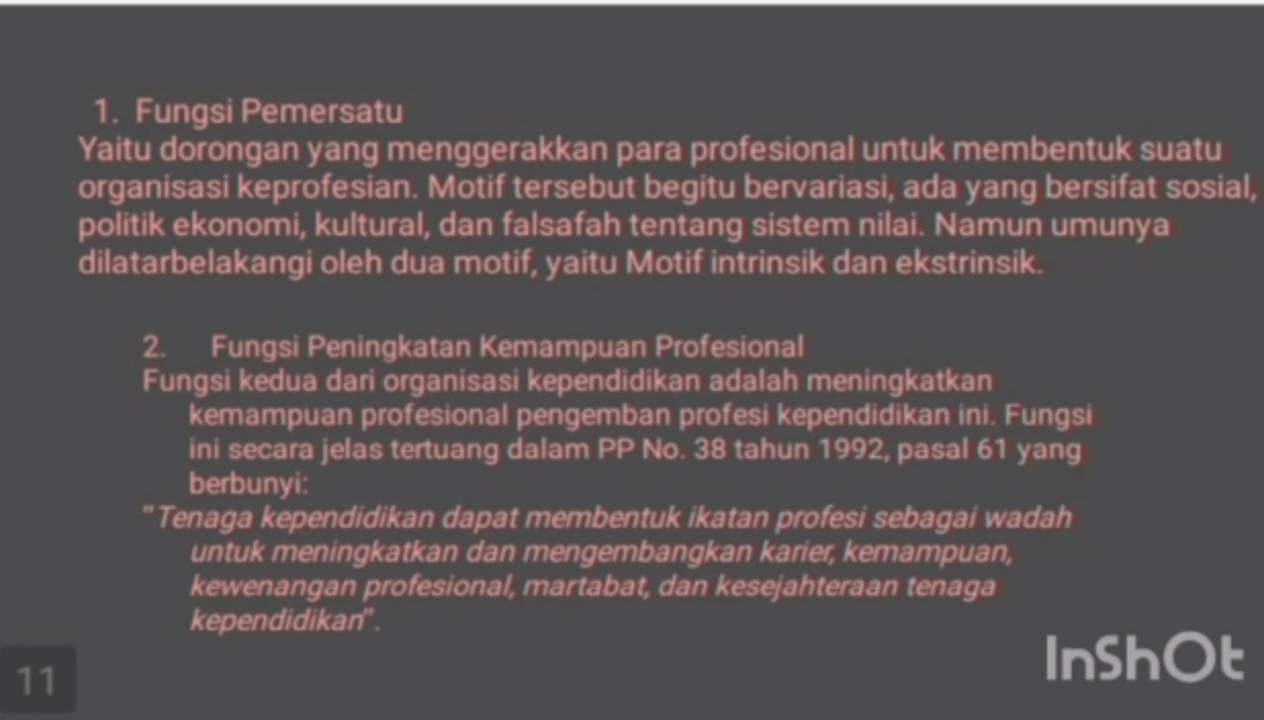 1. Fungsi Pemersatu
Yaitu dorongan yang menggerakkan para profesional untuk membentuk suatu
organisasi keprofesian. Motif tersebut begitu bervariasi, ada yang bersifat sosial,
politik ekonomi, kultural, dan falsafah tentang sistem nilai. Namun umunya
dilatarbelakangi oleh dua motif, yaitu Motif intrinsik dan ekstrinsik.
2. Fungsi Peningkatan Kemampuan Profesional
Fungsi kedua dari organisasi kependidikan adalah meningkatkan
kemampuan profesional pengemban profesi kependidikan ini. Fungsi
ini secara jelas tertuang dalam PP No. 38 tahun 1992, pasal 61 yang
berbunyi:
"Tenaga kependidikan dapat membentuk ikatan profesi sebagai wadah
untuk meningkatkan dan mengembangkan karier, kemampuan,
kewenangan profesional, martabat, dan kesejahteraan tenaga
kependidikan".
InShOt
11